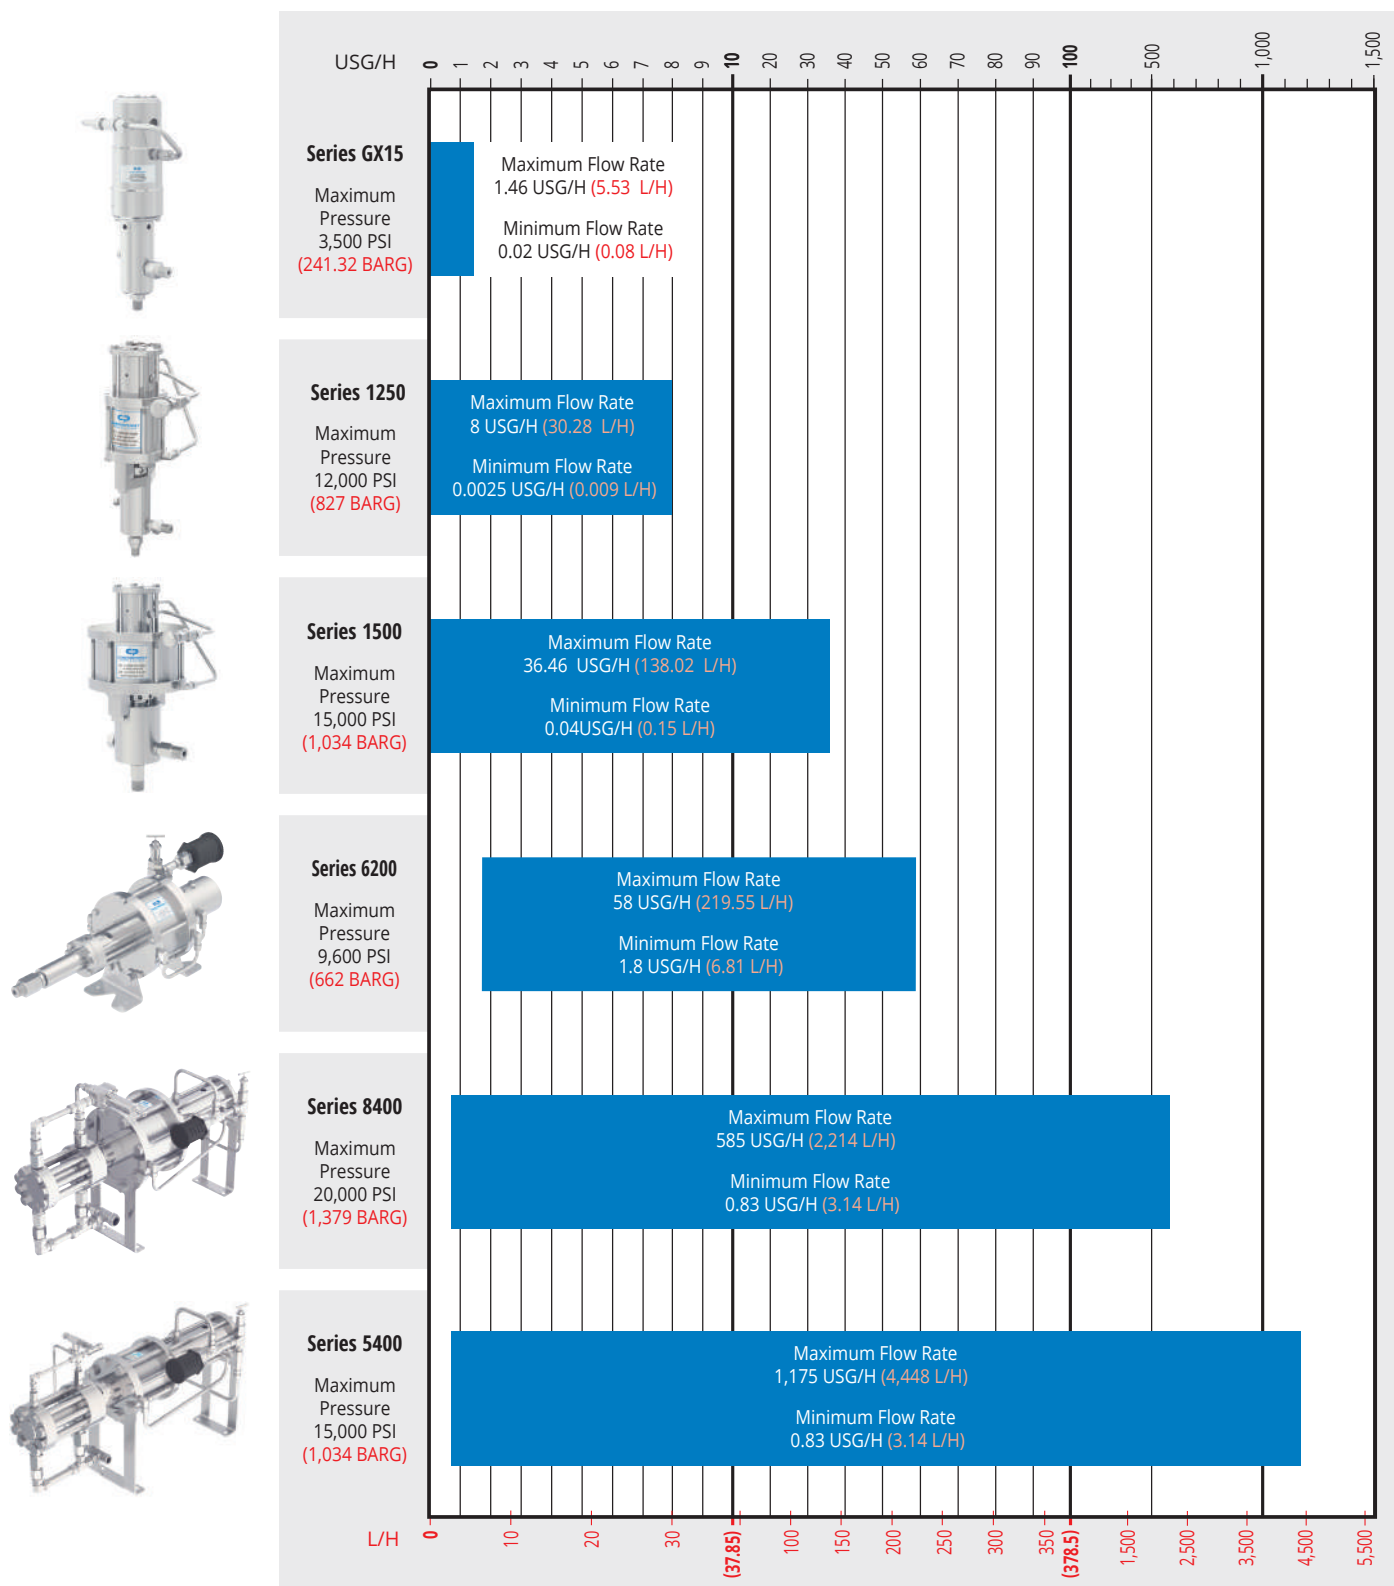 USG/H
0 1 2 3 4 5 6 7 8 9 10 20 30 40 50 60 70 80 90 100 500 1,000 1,500
Series GX15
Maximum
Pressure
3,500 PSI
(241.32 BARG)
Maximum Flow Rate
1.46 USG/H (5.53 L/H)
Minimum Flow Rate
0.02 USG/H (0.08 L/H)
Series 1250
Maximum
Pressure
12,000 PSI
(827 BARG)
Maximum Flow Rate
8 USG/H (30.28 L/H)
Minimum Flow Rate
0.0025 USG/H (0.009 L/H)
Series 1500
Maximum
Pressure
15,000 PSI
(1,034 BARG)
Maximum Flow Rate
36.46 USG/H (138.02 L/H)
Minimum Flow Rate
0.04USG/H (0.15 L/H)
Series 6200
Maximum
Pressure
9,600 PSI
(662 BARG)
Maximum Flow Rate
58 USG/H (219.55 L/H)
Minimum Flow Rate
1.8 USG/H (6.81 L/H)
Series 8400
Maximum
Pressure
20,000 PSI
(1,379 BARG)
Maximum Flow Rate
585 USG/H (2,214 L/H)
Minimum Flow Rate
0.83 USG/H (3.14 L/H)
Series 5400
Maximum
Pressure
15,000 PSI
(1,034 BARG)
Maximum Flow Rate
1,175 USG/H (4,448 L/H)
Minimum Flow Rate
0.83 USG/H (3.14 L/H)
L/H
0 10 20 30 (37.85) 100 150 200 250 300 350 (378.5) 1,500 2,500 3,500 4,500 5,500